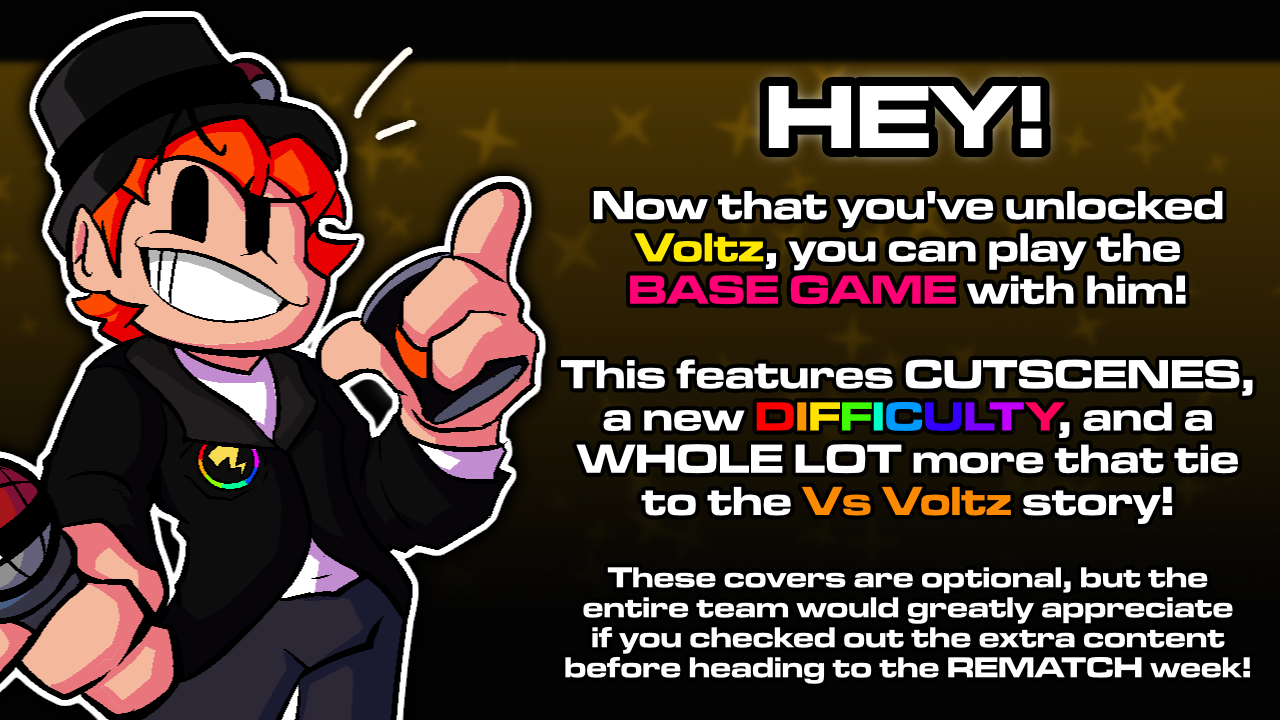 HEY!
Now that you've unlocked
Voltz, you can play the
BASE GAME with him!
This features CUTSCENES,
a new DIFFICULTY, and a
WHOLE LOT more that tie
to the Vs Voltz story!
These covers are optional, but the
entire team would greatly appreciate
if you checked out the extra content
before heading to the REMATCH week!